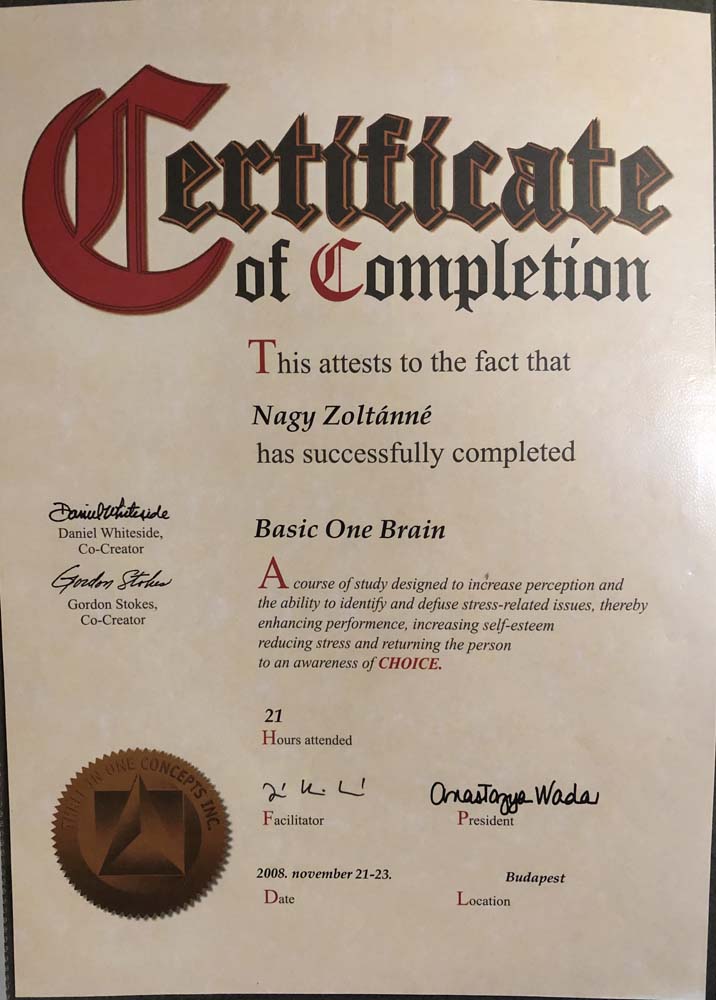 Certificate
of Completion
This attests to the fact that
Nagy Zoltánné
has successfully completed
Daniel Whiteside
Daniel Whiteside,
Co-Creator
Gordon Stokes
Gordon Stokes,
Co-Creator
Basic One Brain
A course of study designed to increase perception and
the ability to identify and defuse stress-related issues, thereby
enhancing performence, increasing self-esteem
reducing stress and returning the person
to an awareness of CHOICE.
21
Hours attended
THREE IN ONE CONCEPTS INC.
Facilitator
Anastazya Wada
President
2008. november 21-23.
Date
Budapest
Location